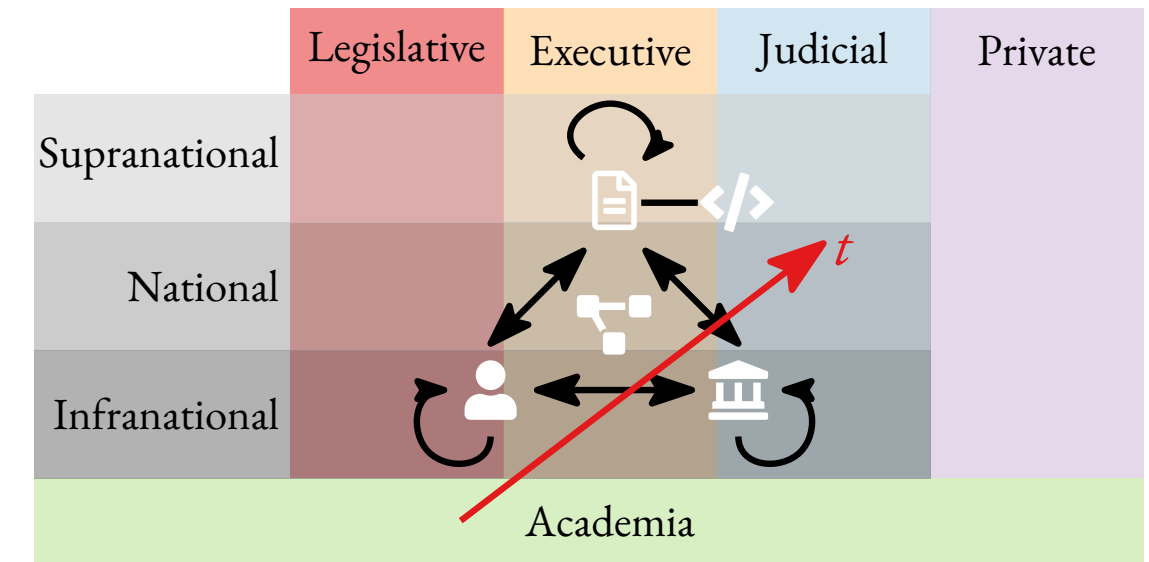 Legislative
Executive
Judicial
Private
Supranational
</>
National
t
Infranational
Academia